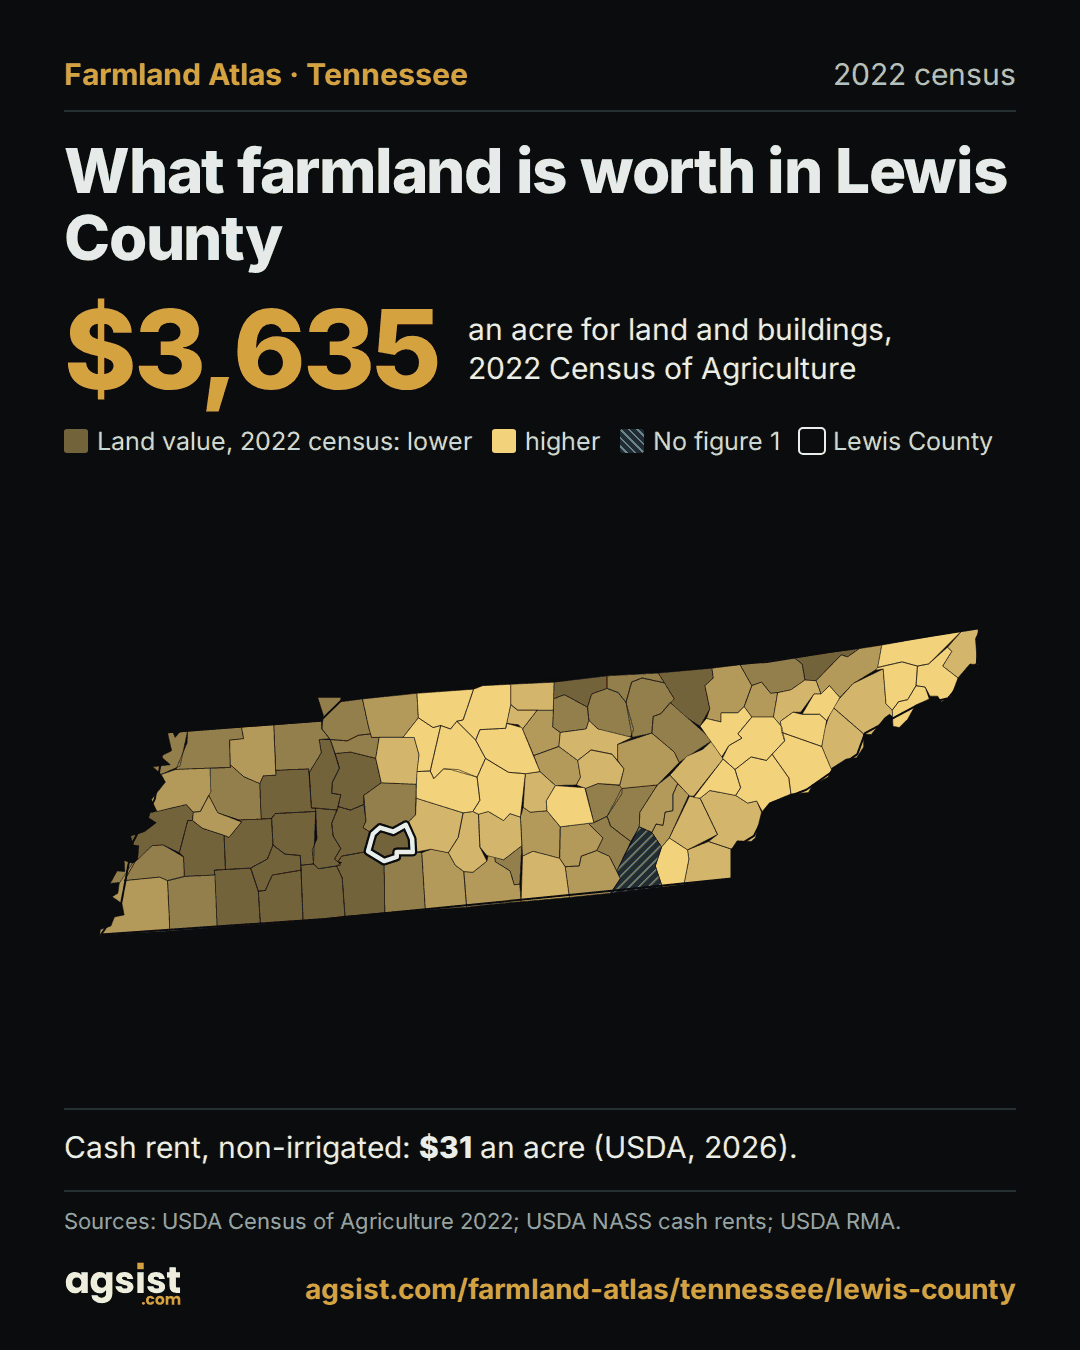 Farmland Atlas · Tennessee
2022 census
What farmland is worth in Lewis
County
$3,635
an acre for land and buildings,
2022 Census of Agriculture
Land value, 2022 census: lower
higher
No figure 1
Lewis County
Cash rent, non-irrigated: $31 an acre (USDA, 2026).
Sources: USDA Census of Agriculture 2022; USDA NASS cash rents; USDA RMA.
agsist
.com
agsist.com/farmland-atlas/tennessee/lewis-county